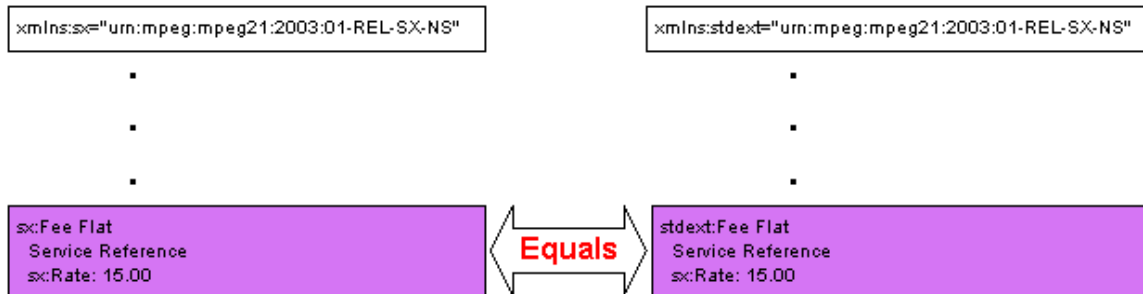 xmlns:sx="urn:mpeg:mpeg21:2003:01-REL-SX-NS"
xmlns:stdext="urn:mpeg:mpeg21:2003:01-REL-SX-NS"
sx:Fee Flat
Service Reference
sx:Rate: 15.00
Equals
stdext:Fee Flat
Service Reference
sx:Rate: 15.00